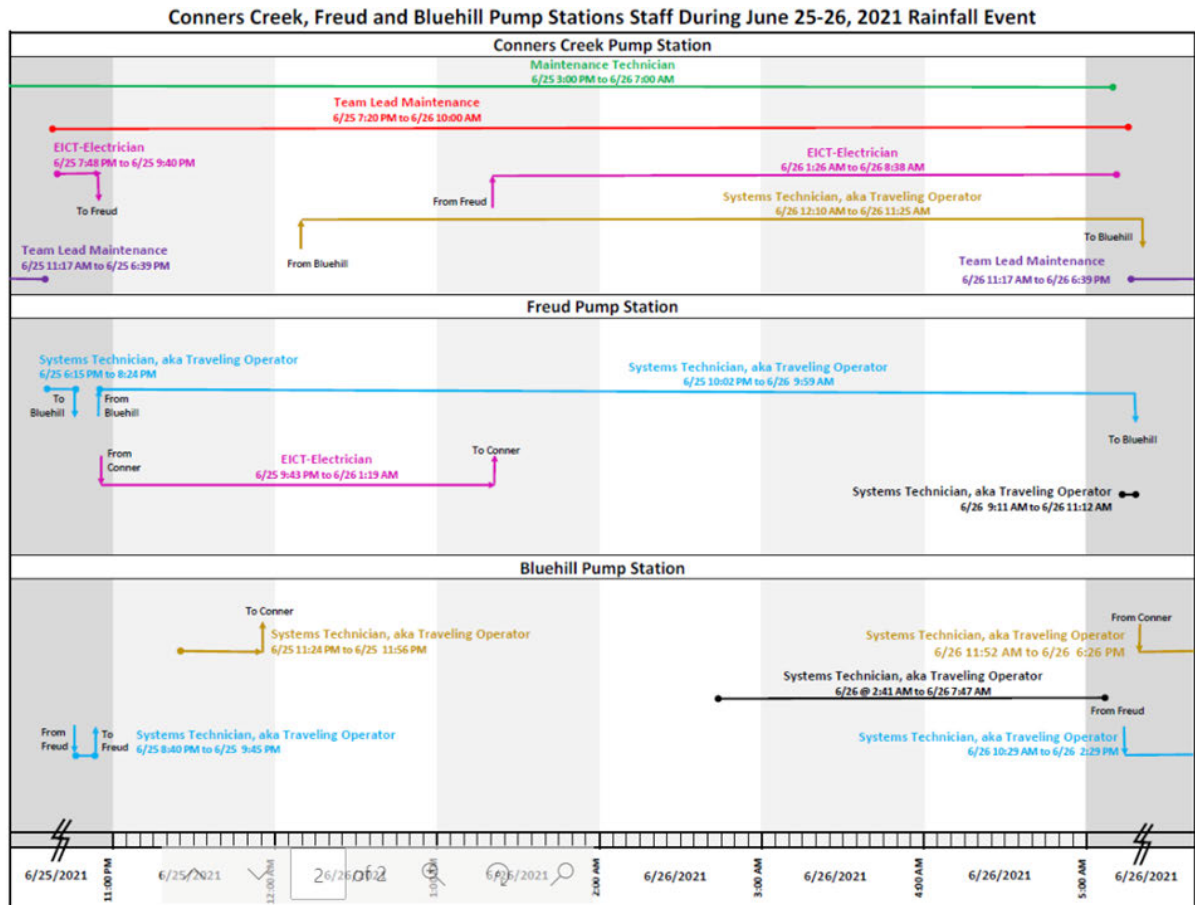 Conners Creek, Freud and Bluehill Pump Stations Staff During June 25-26, 2021 Rainfall Event
Conners Creek Pump Station
Maintenance Technician
6/25 3:00 PM to 6/26 7:00 AM
Team Lead Maintenance
6/25 7:20 PM to 6/26 10:00 AM
EICT-Electrician
6/25 7:48 PM to 6/25 9:40 PM
To Freud
EICT-Electrician
6/26 1:26 AM to 6/26 8:38 AM
From Freud
Systems Technician, aka Traveling Operator
6/26 12:10 AM to 6/26 11:25 AM
From Bluehill
To Bluehill
Team Lead Maintenance
6/25 11:17 AM to 6/25 6:39 PM
Team Lead Maintenance
6/26 11:17 AM to 6/26 6:39 PM
Freud Pump Station
Systems Technician, aka Traveling Operator
6/25 6:15 PM to 8:24 PM
To
Bluehill
From
Bluehill
Systems Technician, aka Traveling Operator
6/25 10:02 PM to 6/26 9:59 AM
To Bluehill
From
Conner
EICT-Electrician
6/25 9:43 PM to 6/26 1:19 AM
To Conner
Systems Technician, aka Traveling Operator
6/26 9:11 AM to 6/26 11:12 AM
Bluehill Pump Station
To Conner
Systems Technician, aka Traveling Operator
6/25 11:24 PM to 6/25 11:56 PM
From Conner
Systems Technician, aka Traveling Operator
6/26 11:52 AM to 6/26 6:26 PM
Systems Technician, aka Traveling Operator
6/26 @ 2:41 AM to 6/26 7:47 AM
From Freud
From
Freud
To
Freud
Systems Technician, aka Traveling Operator
6/25 8:40 PM to 6/25 9:45 PM
Systems Technician, aka Traveling Operator
6/26 10:29 AM to 6/26 2:29 PM
6/25/2021
11:00 PM
6/25/2021
12:00 AM
6/26/2021
1:00 AM
6/26/2021
2:00 AM
6/26/2021
3:00 AM
6/26/2021
4:00 AM
6/26/2021
5:00 AM
6/26/2021
2 of 2